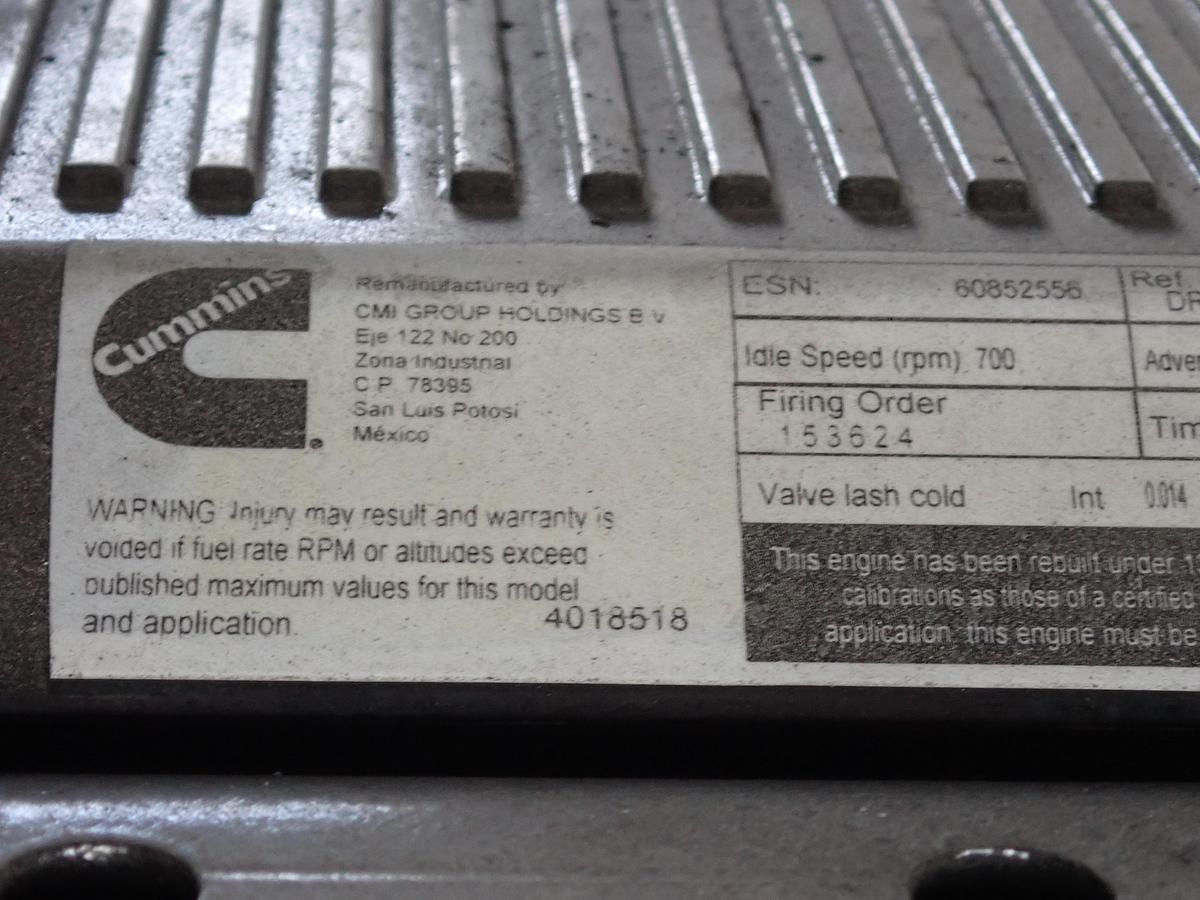 Cummins
Remanufactured by
CMI GROUP HOLDINGS B V
Eje 122 No 200
Zona Industrial
C P 78395
San Luis Potosi
México
WARNING Injury may result and warranty is
voided if fuel rate RPM or altitudes exceed
published maximum values for this model
and application.
4018518
ESN: 60852556 Ref.
Idle Speed (rpm) 700
Firing Order
1 5 3 6 2 4
Valve lash cold Int 0.014
This engine has been rebuilt under
calibrations as those of a certified
application this engine must be